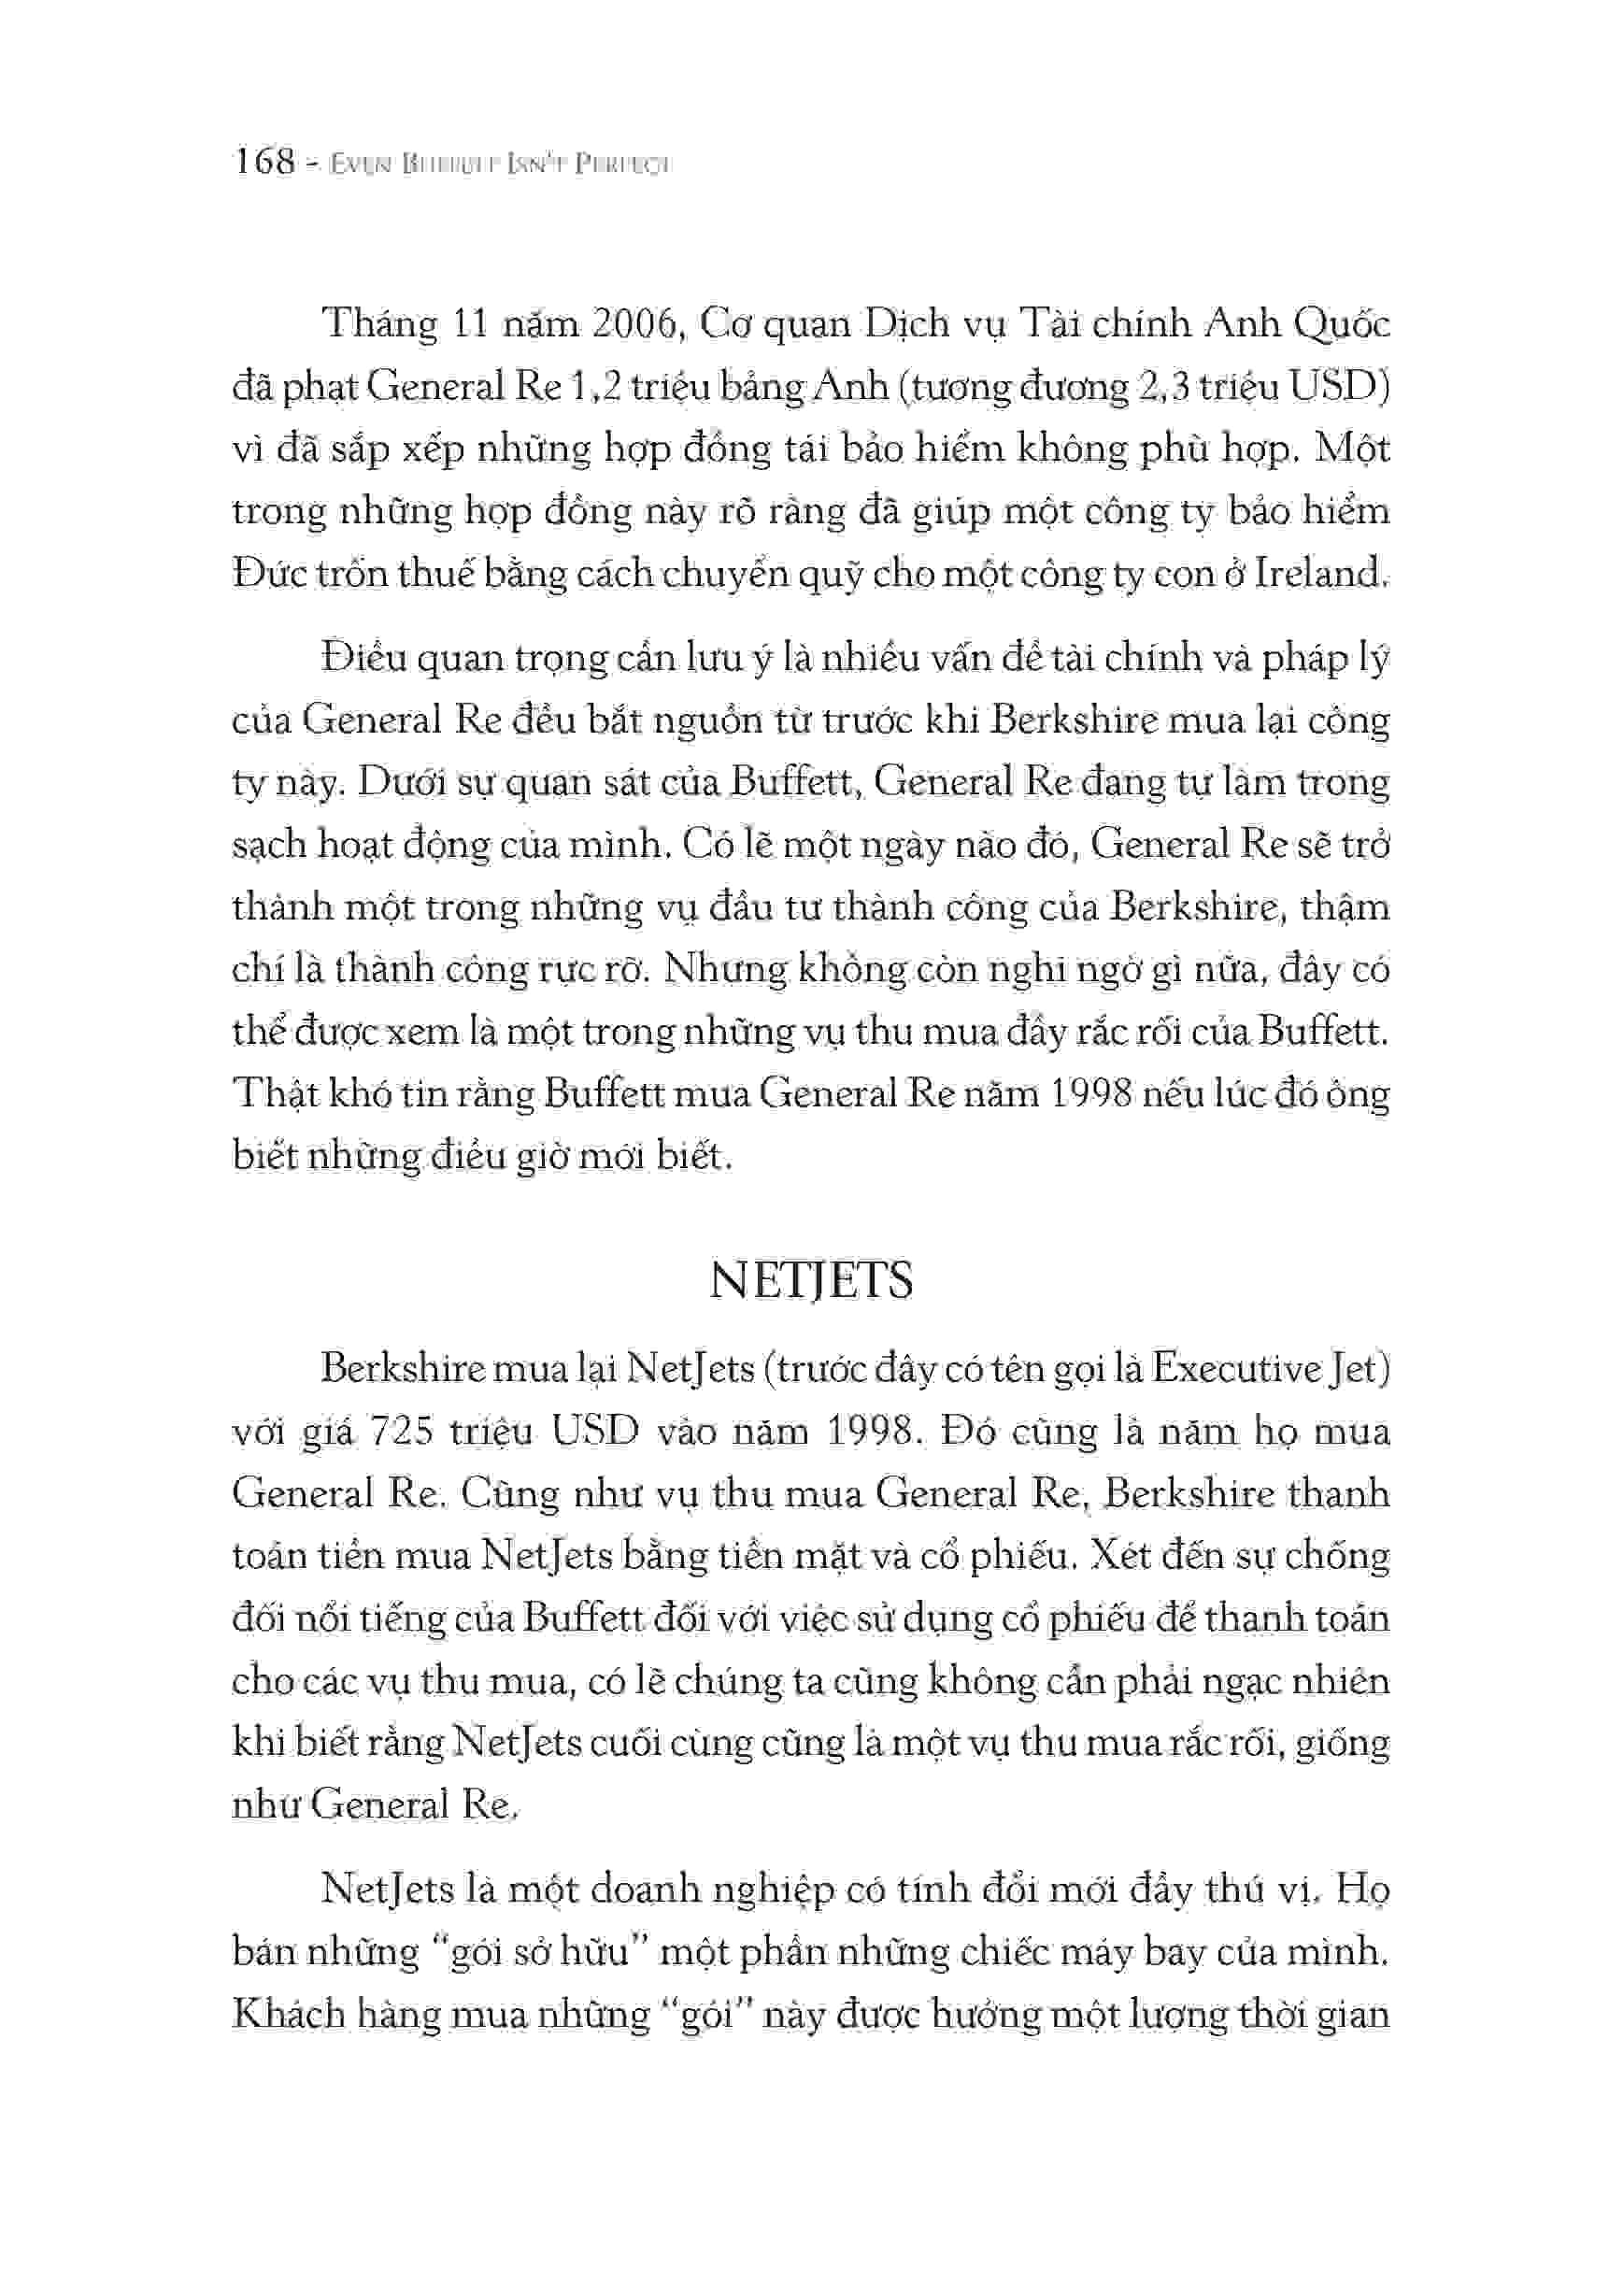 168 - EVEN BUFFETT ISN'T PERFECT
Tháng 11 năm 2006, Cơ quan Dịch vụ Tài chính Anh Quốc
đã phạt General Re 1,2 triệu bảng Anh (tương đương 2,3 triệu USD)
vì đã sắp xếp những hợp đồng tái bảo hiểm không phù hợp. Một
trong những hợp đồng này rõ ràng đã giúp một công ty bảo hiểm
Đức trốn thuế bằng cách chuyển quỹ cho một công ty con ở Ireland.
Điều quan trọng cần lưu ý là nhiều vấn đề tài chính và pháp lý
của General Re đều bắt nguồn từ trước khi Berkshire mua lại công
ty này. Dưới sự quan sát của Buffett, General Re đang tự làm trong
sạch hoạt động của mình. Có lẽ một ngày nào đó, General Re sẽ trở
thành một trong những vụ đầu tư thành công của Berkshire, thậm
chí là thành công rực rỡ. Nhưng không còn nghi ngờ gì nữa, đây có
thể được xem là một trong những vụ thu mua đầy rắc rối của Buffett.
Thật khó tin rằng Buffett mua General Re năm 1998 nếu lúc đó ông
biết những điều giờ mới biết.
NETJETS
Berkshire mua lại NetJets (trước đây có tên gọi là Executive Jet)
với giá 725 triệu USD vào năm 1998. Đó cũng là năm họ mua
General Re. Cũng như vụ thu mua General Re, Berkshire thanh
toán tiền mua NetJets bằng tiền mặt và cổ phiếu. Xét đến sự chống
đối nổi tiếng của Buffett đối với việc sử dụng cổ phiếu để thanh toán
cho các vụ thu mua, có lẽ chúng ta cũng không cần phải ngạc nhiên
khi biết rằng NetJets cuối cùng cũng là một vụ thu mua rắc rối, giống
như General Re.
NetJets là một doanh nghiệp có tính đổi mới đầy thú vị. Họ
bán những “gói sở hữu” một phần những chiếc máy bay của mình.
Khách hàng mua những “gói” này được hưởng một lượng thời gian